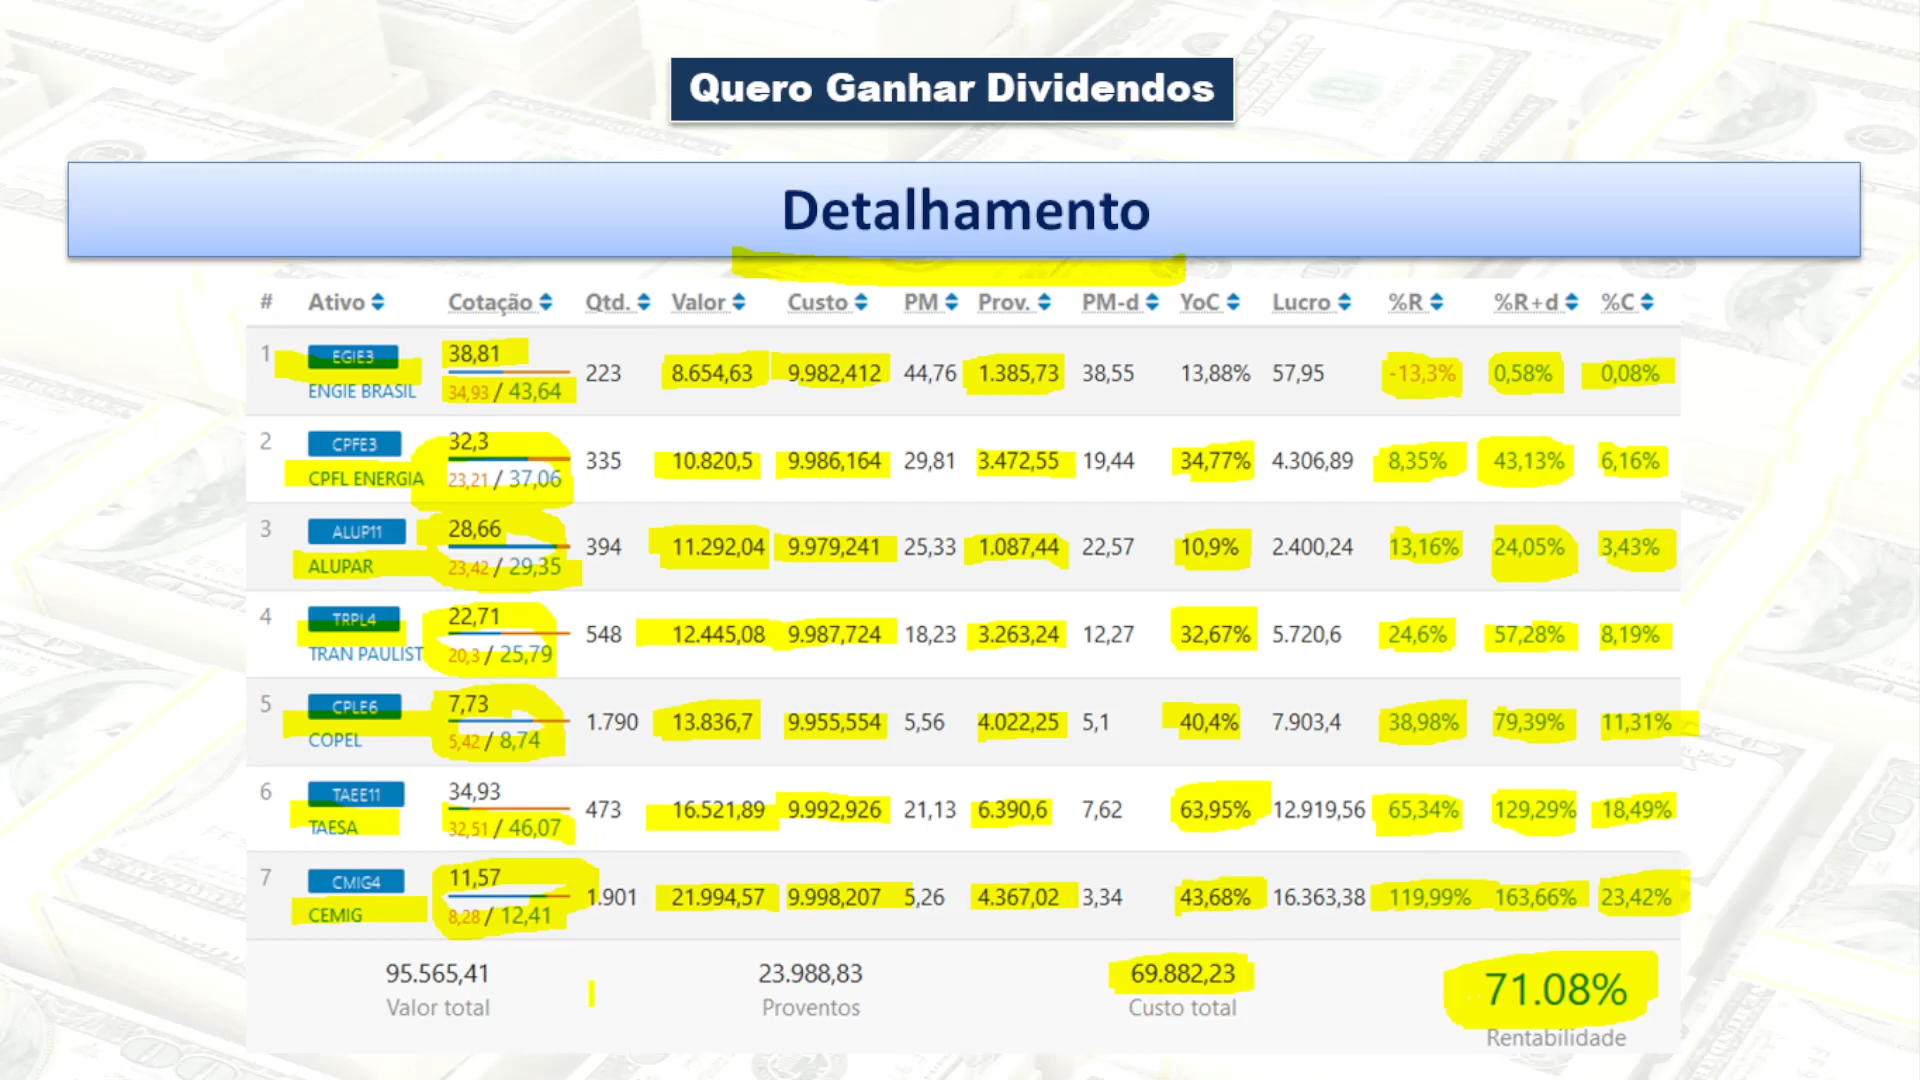 Quero Ganhar Dividendos
Detalhamento
# Ativo Cotação Qtd. Valor Custo PM Prov. PM-d YoC Lucro %R %R+d %C
1 EGIE3 ENGIE BRASIL 38,81 34,93 / 43,64 223 8.654,63 9.982,412 44,76 1.385,73 38,55 13,88% 57,95 -13,3% 0,58% 0,08%
2 CPFE3 CPFL ENERGIA 32,3 23,21 / 37,06 335 10.820,5 9.986,164 29,81 3.472,55 19,44 34,77% 4.306,89 8,35% 43,13% 6,16%
3 ALUP11 ALUPAR 28,66 23,42 / 29,35 394 11.292,04 9.979,241 25,33 1.087,44 22,57 10,9% 2.400,24 13,16% 24,05% 3,43%
4 TRPL4 TRAN PAULIST 22,71 20,3 / 25,79 548 12.445,08 9.987,724 18,23 3.263,24 12,27 32,67% 5.720,6 24,6% 57,28% 8,19%
5 CPLE6 COPEL 7,73 5,42 / 8,74 1.790 13.836,7 9.955,554 5,56 4.022,25 5,1 40,4% 7.903,4 38,98% 79,39% 11,31%
6 TAEE11 TAESA 34,93 32,51 / 46,07 473 16.521,89 9.992,926 21,13 6.390,6 7,62 63,95% 12.919,56 65,34% 129,29% 18,49%
7 CMIG4 CEMIG 11,57 8,28 / 12,41 1.901 21.994,57 9.998,207 5,26 4.367,02 3,34 43,68% 16.363,38 119,99% 163,66% 23,42%
95.565,41 23.988,83 69.882,23 71.08%
Valor total Proventos Custo total Rentabilidade